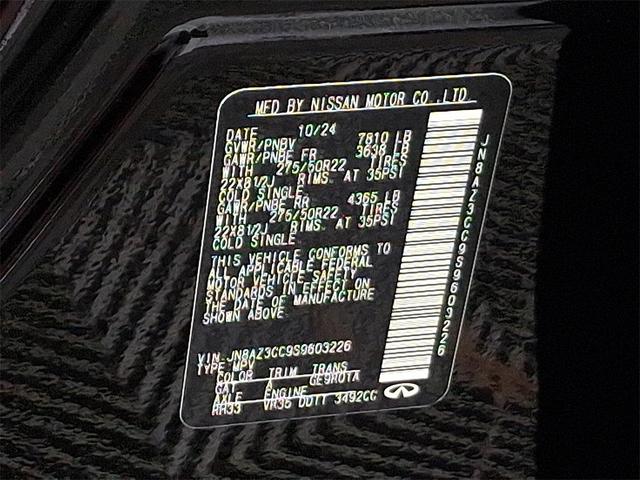 MFD BY NISSAN MOTOR CO.,LTD.
DATE 10/24
GVWR/PNBV 7810 LB
GAWR/PNBE FR 3638 LB
WITH 275/50R22 TIRES
22X81/2J RIMS. AT 35PSI
COLD SINGLE
GAWR/PNBE RR 4365 LB
WITH 275/50R22 TIRES
22X81/2J RIMS. AT 35PSI
COLD SINGLE
THIS VEHICLE CONFORMS TO
ALL APPLICABLE FEDERAL
MOTOR VEHICLE SAFETY
STANDARDS IN EFFECT ON
THE DATE OF MANUFACTURE
SHOWN ABOVE.
VIN-JN8AZ3CC9S9603226
TYPE MPV
COLOR TRIM TRANS
GAT A GE9R01A
AXLE ENGINE
RH33 VR35 DDTT 3492CC
JN8AZ3CC9S9603226